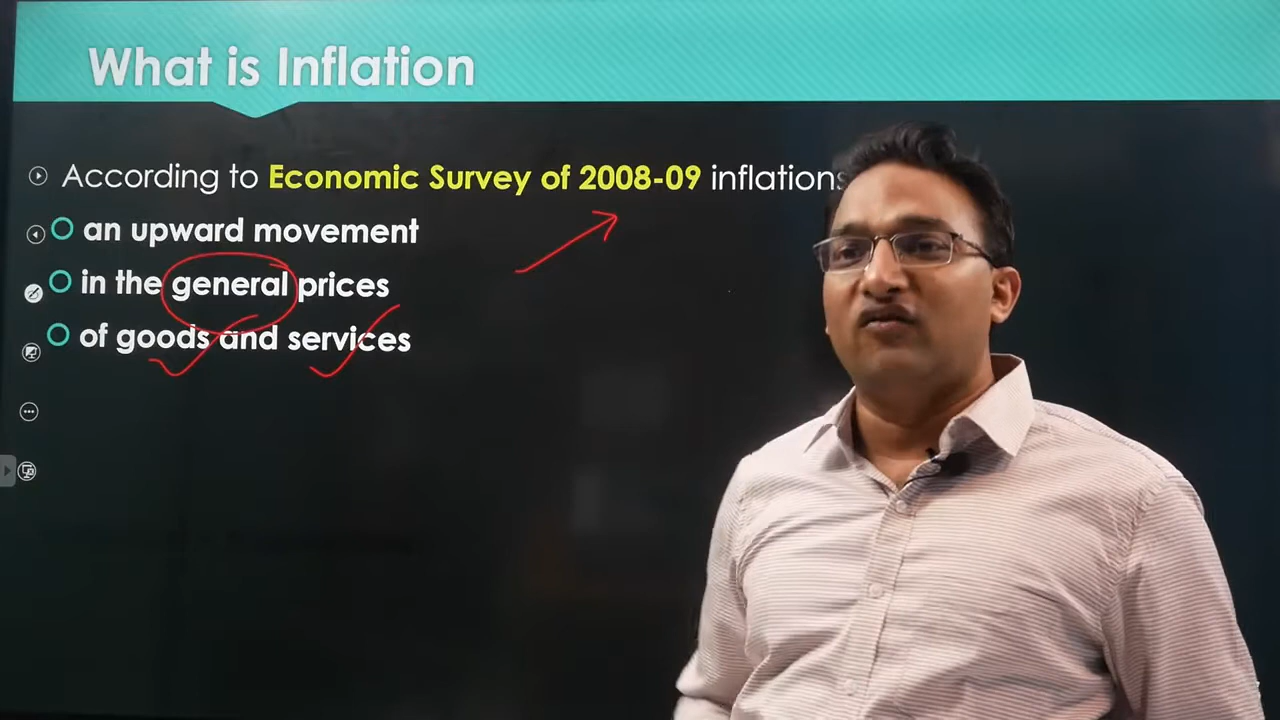 What is Inflation
According to Economic Survey of 2008-09 inflations
an upward movement
in the general prices
of goods and services